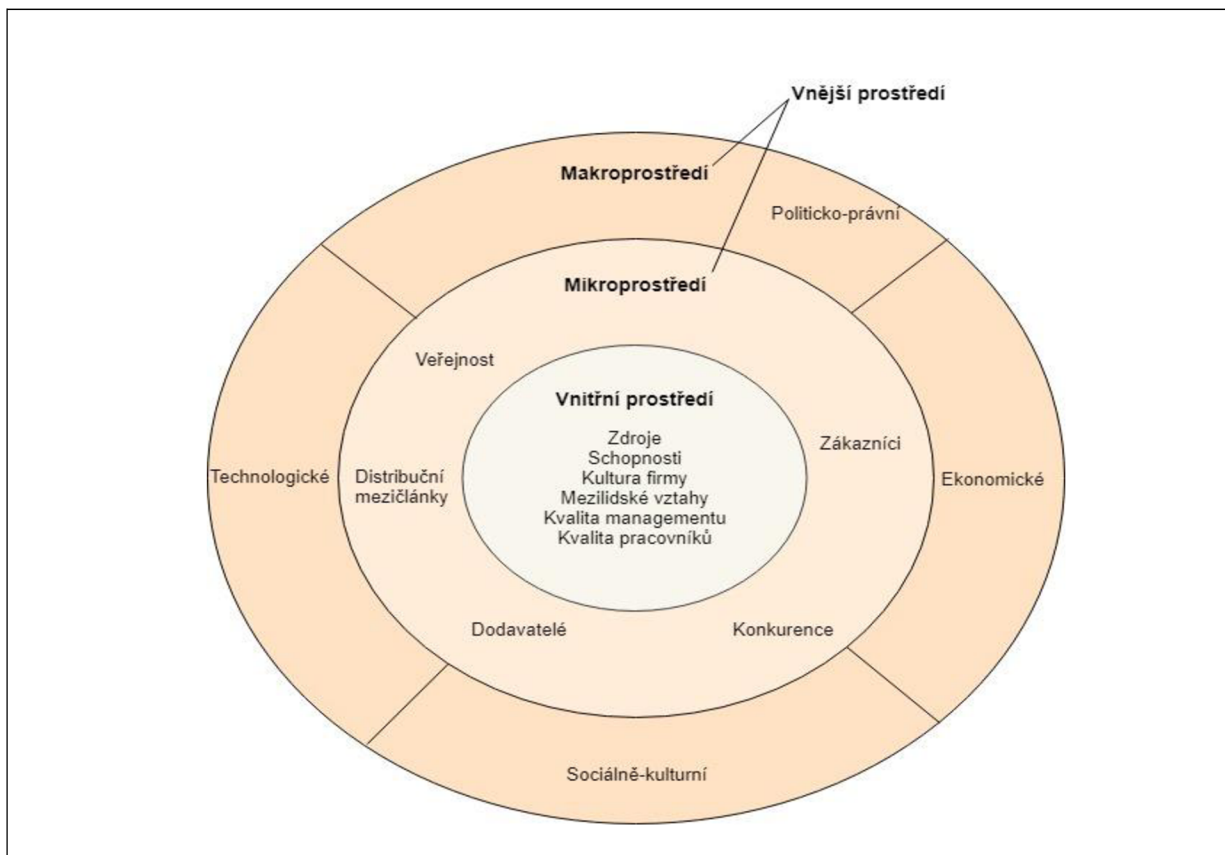 Vnější prostředí
Makroprostředí
Politicko-právní
Mikroprostředí
Veřejnost
Vnitřní prostředí
Zdroje
Schopnosti
Kultura firmy
Mezilidské vztahy
Kvalita managementu
Kvalita pracovníků
Zákazníci
Technologické
Distribuční
mezičlánky
Ekonomické
Dodavatelé
Konkurence
Sociálně-kulturní